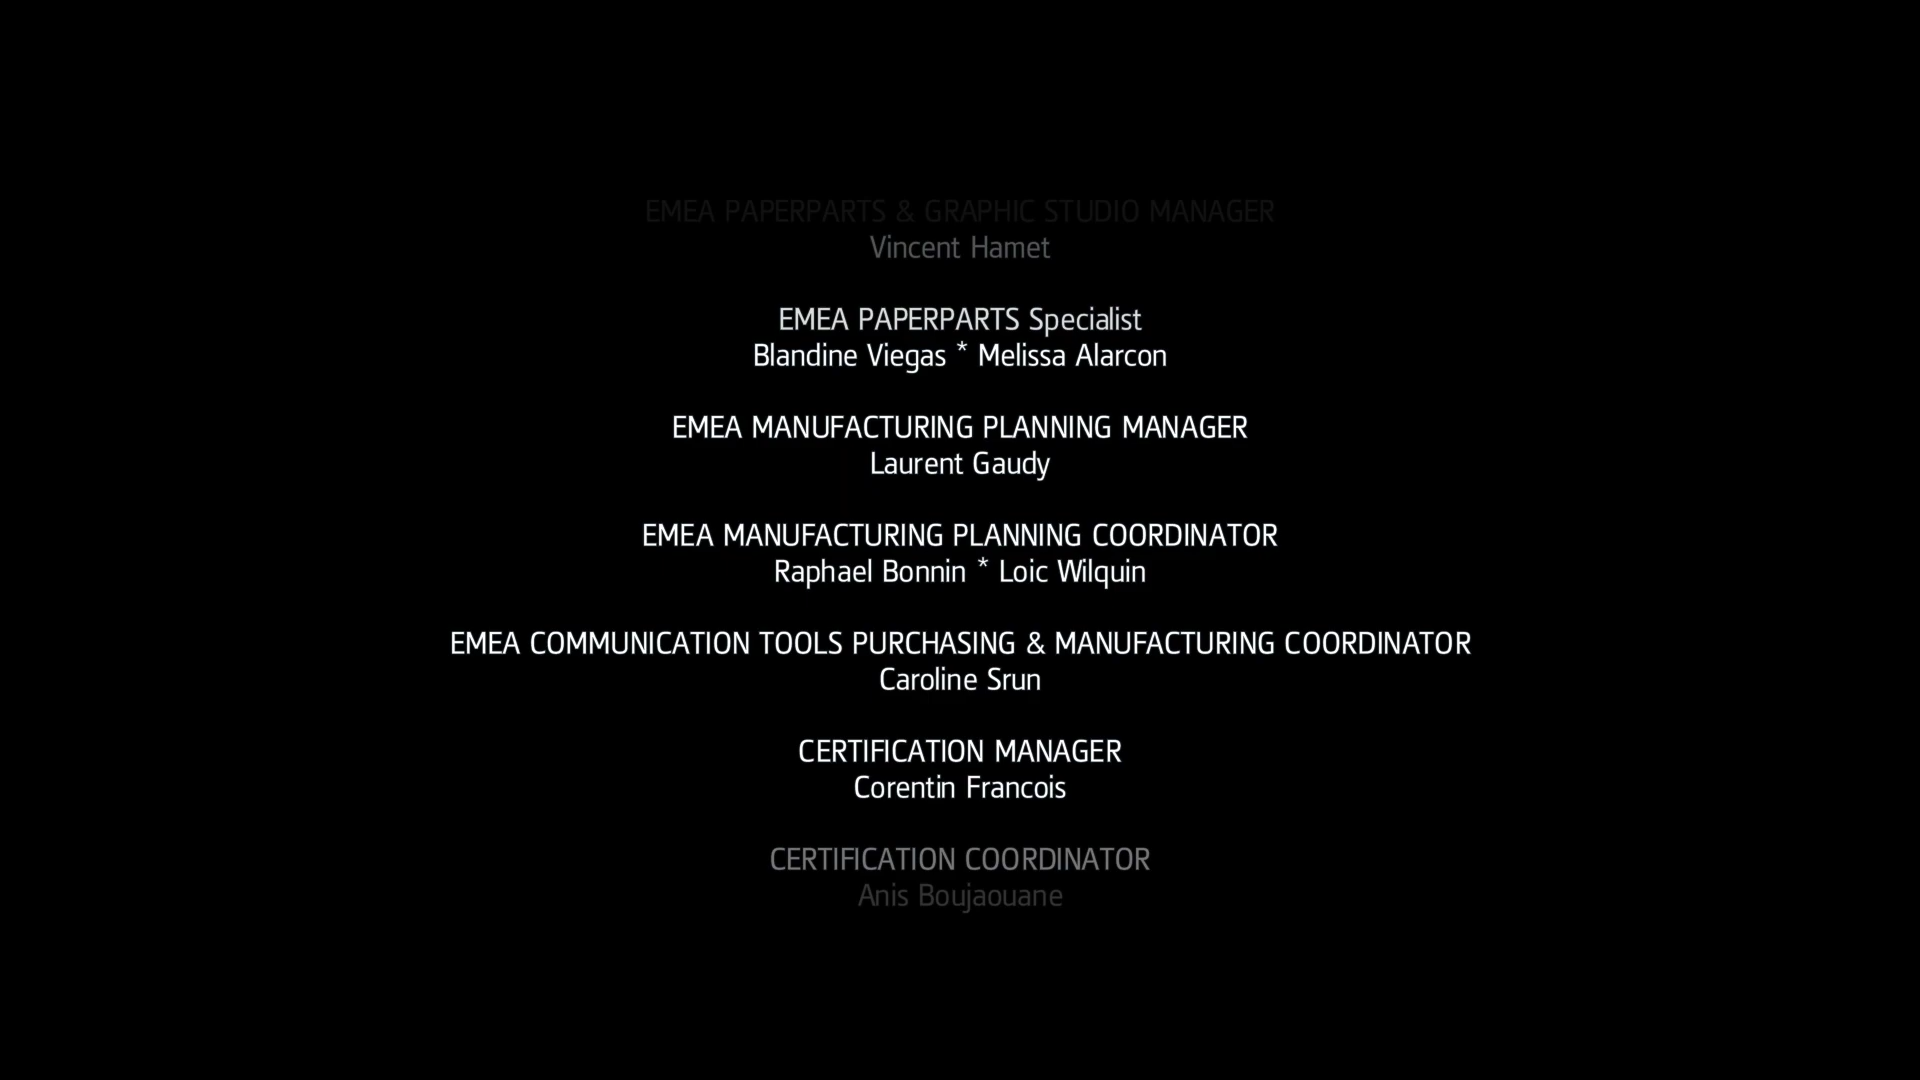 EMEA PAPERPARTS & GRAPHIC STUDIO MANAGER
Vincent Hamet
EMEA PAPERPARTS Specialist
Blandine Viegas * Melissa Alarcon
EMEA MANUFACTURING PLANNING MANAGER
Laurent Gaudy
EMEA MANUFACTURING PLANNING COORDINATOR
Raphael Bonnin * Loic Wilquin
EMEA COMMUNICATION TOOLS PURCHASING & MANUFACTURING COORDINATOR
Caroline Srun
CERTIFICATION MANAGER
Corentin Francois
CERTIFICATION COORDINATOR
Anis Boujaouane